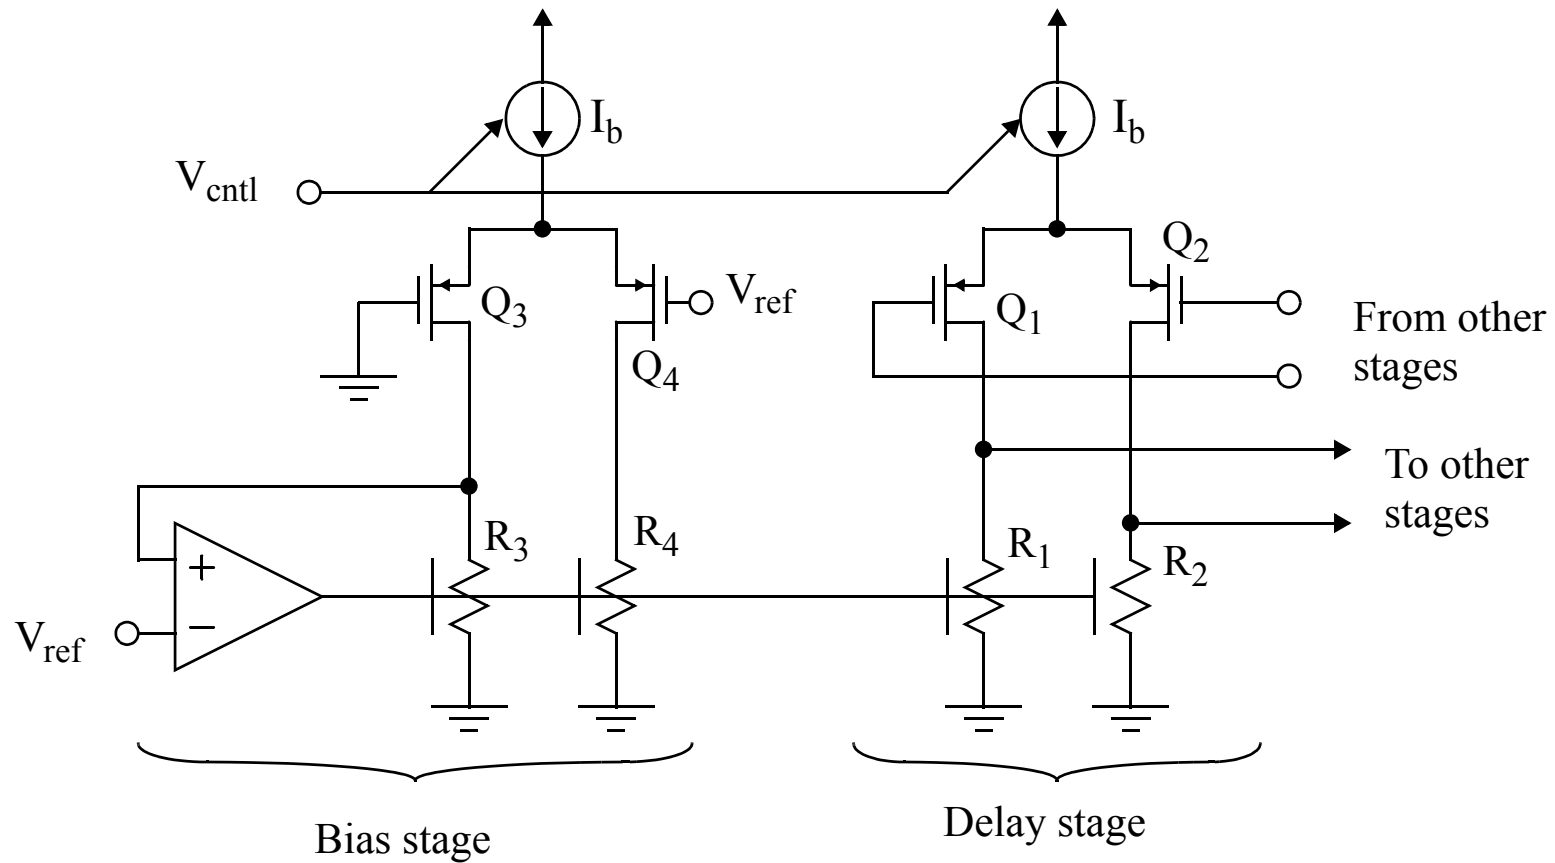 I_b
I_b
V_cntl
Q_2
Q_3
V_ref
Q_1
From other
stages
Q_4
To other
stages
R_3
R_4
R_1
R_2
+
−
V_ref
Bias stage
Delay stage